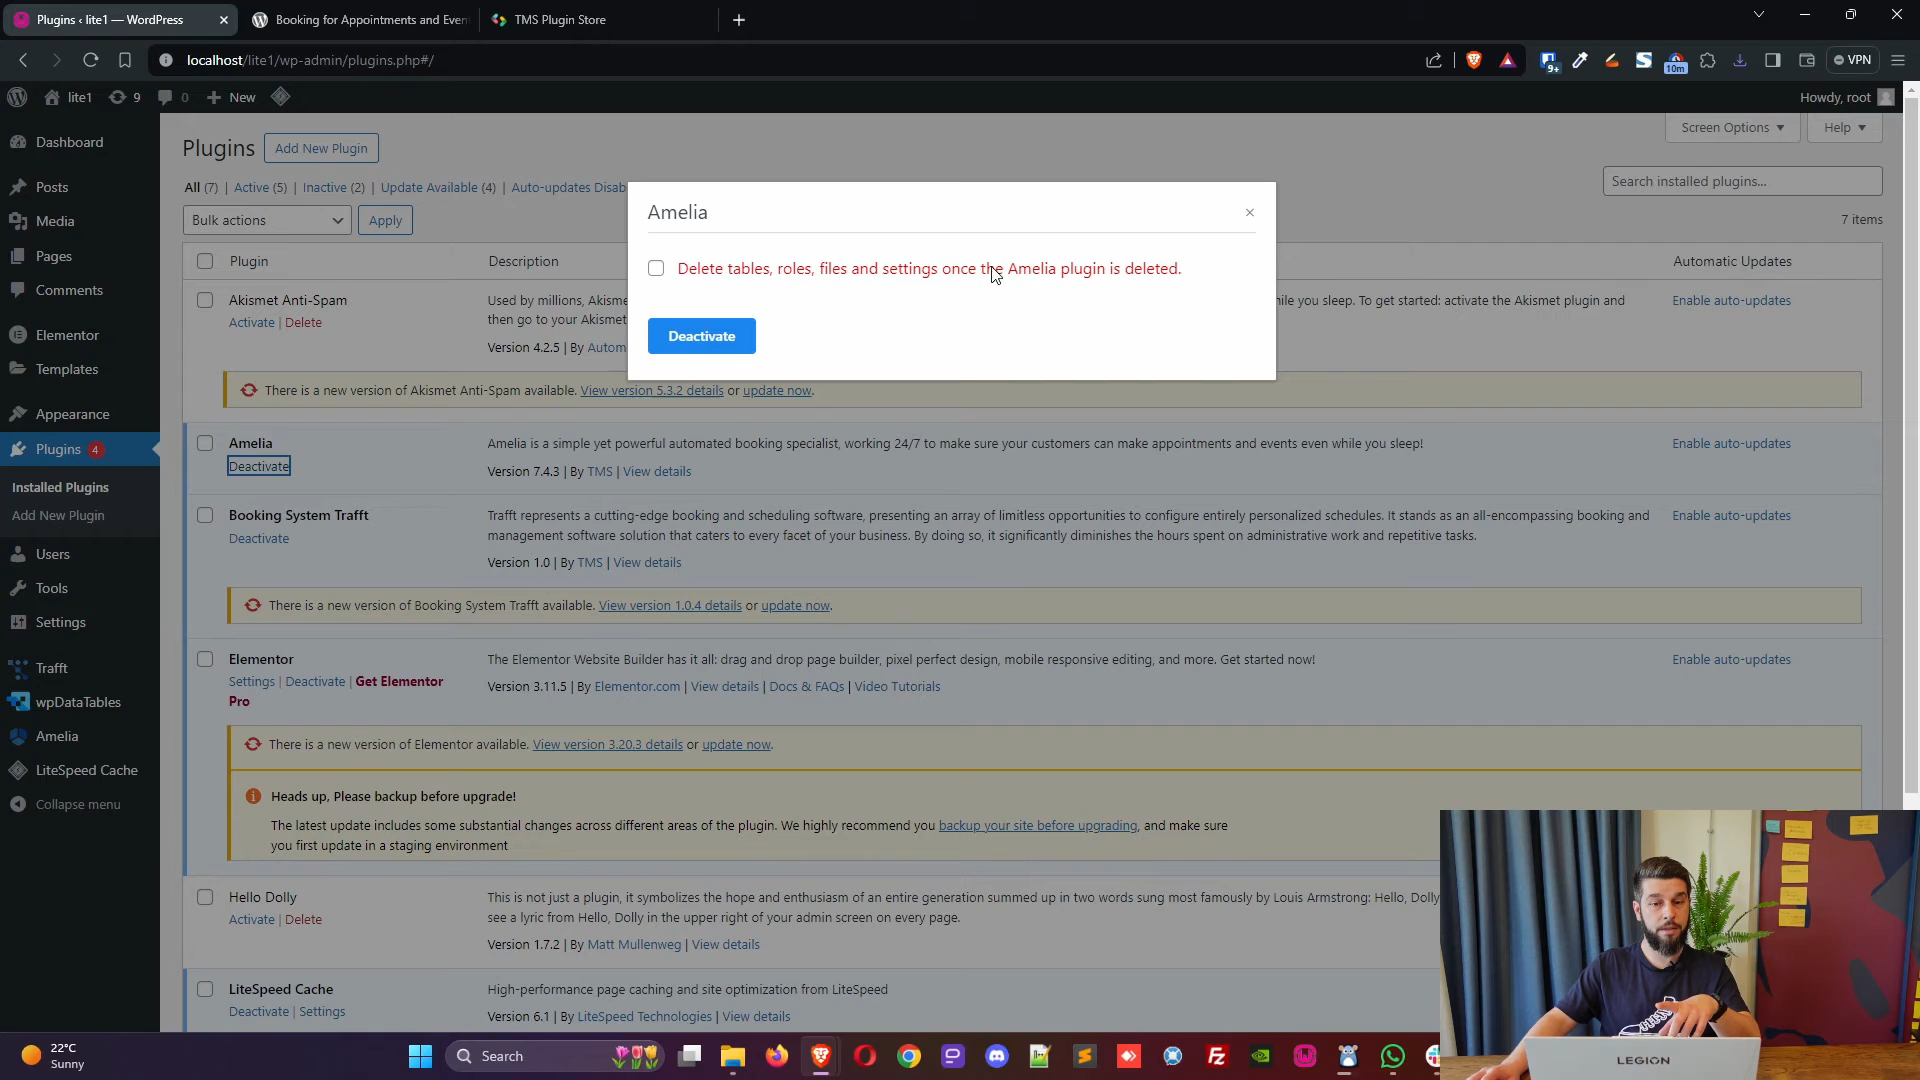 Plugins ‹ lite1 — WordPress
Booking for Appointments and Even
TMS Plugin Store
localhost/lite1/wp-admin/plugins.php#/
9+
10m
VPN
lite1
9
0
New
Howdy, root
Dashboard
Posts
Media
Pages
Comments
Elementor
Templates
Appearance
Plugins 4
Installed Plugins
Add New Plugin
Users
Tools
Settings
Trafft
wpDataTables
Amelia
LiteSpeed Cache
Collapse menu
Screen Options
Help
Plugins
Add New Plugin
All (7) | Active (5) | Inactive (2) | Update Available (4) | Auto-updates Disab
Search installed plugins...
Bulk actions
Apply
7 items
Plugin
Description
Automatic Updates
Amelia
×
Delete tables, roles, files and settings once the Amelia plugin is deleted.
Deactivate
Akismet Anti-Spam
Activate | Delete
Used by millions, Akisme
ile you sleep. To get started: activate the Akismet plugin and
then go to your Akismet
Version 4.2.5 | By Autom
Enable auto-updates
There is a new version of Akismet Anti-Spam available. View version 5.3.2 details or update now.
Amelia
Deactivate
Amelia is a simple yet powerful automated booking specialist, working 24/7 to make sure your customers can make appointments and events even while you sleep!
Version 7.4.3 | By TMS | View details
Enable auto-updates
Booking System Trafft
Deactivate
Trafft represents a cutting-edge booking and scheduling software, presenting an array of limitless opportunities to configure entirely personalized schedules. It stands as an all-encompassing booking and
management software solution that caters to every facet of your business. By doing so, it significantly diminishes the hours spent on administrative work and repetitive tasks.
Version 1.0 | By TMS | View details
Enable auto-updates
There is a new version of Booking System Trafft available. View version 1.0.4 details or update now.
Elementor
Settings | Deactivate | Get Elementor
Pro
The Elementor Website Builder has it all: drag and drop page builder, pixel perfect design, mobile responsive editing, and more. Get started now!
Version 3.11.5 | By Elementor.com | View details | Docs & FAQs | Video Tutorials
Enable auto-updates
There is a new version of Elementor available. View version 3.20.3 details or update now.
Heads up, Please backup before upgrade!
The latest update includes some substantial changes across different areas of the plugin. We highly recommend you backup your site before upgrading, and make sure
you first update in a staging environment
Hello Dolly
Activate | Delete
This is not just a plugin, it symbolizes the hope and enthusiasm of an entire generation summed up in two words sung most famously by Louis Armstrong: Hello, Dolly
see a lyric from Hello, Dolly in the upper right of your admin screen on every page.
Version 1.7.2 | By Matt Mullenweg | View details
LiteSpeed Cache
Deactivate | Settings
High-performance page caching and site optimization from LiteSpeed
Version 6.1 | By LiteSpeed Technologies | View details
LEGION
22°C
Sunny
Search